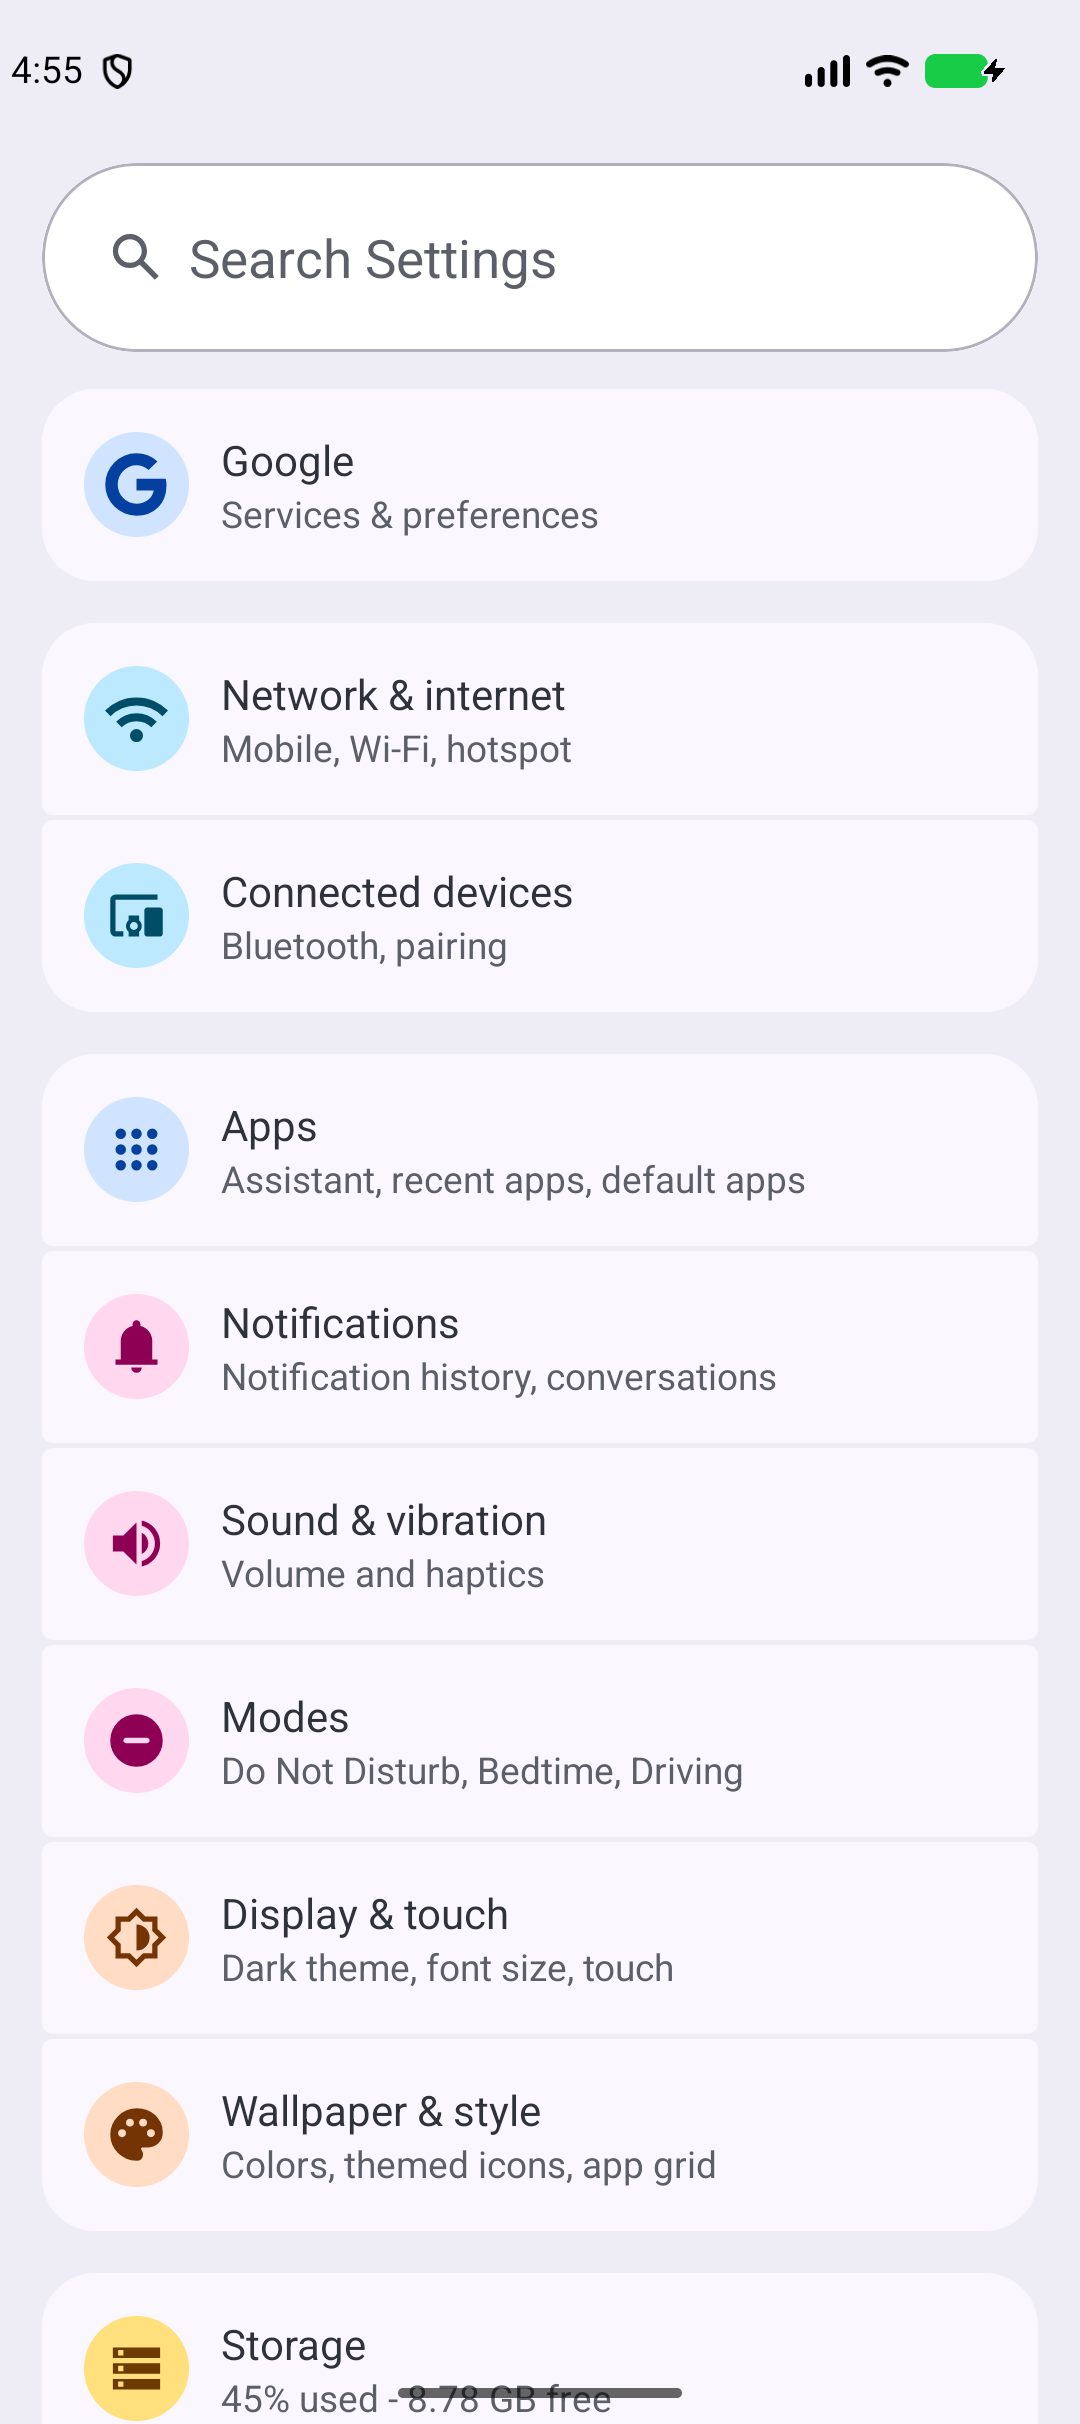 4:55
Search Settings
Google
Services & preferences
Network & internet
Mobile, Wi-Fi, hotspot
Connected devices
Bluetooth, pairing
Apps
Assistant, recent apps, default apps
Notifications
Notification history, conversations
Sound & vibration
Volume and haptics
Modes
Do Not Disturb, Bedtime, Driving
Display & touch
Dark theme, font size, touch
Wallpaper & style
Colors, themed icons, app grid
Storage
45% used - 8.78 GB free